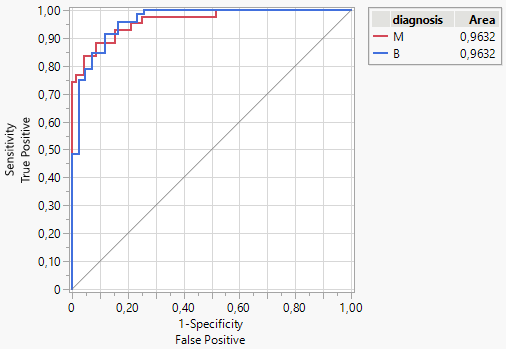 1,00
0,90
0,80
0,70
0,60
0,50
0,40
0,30
0,20
0,10
0
Sensitivity
True Positive
0 0,20 0,40 0,60 0,80 1,00
1-Specificity
False Positive
diagnosis Area
M 0,9632
B 0,9632